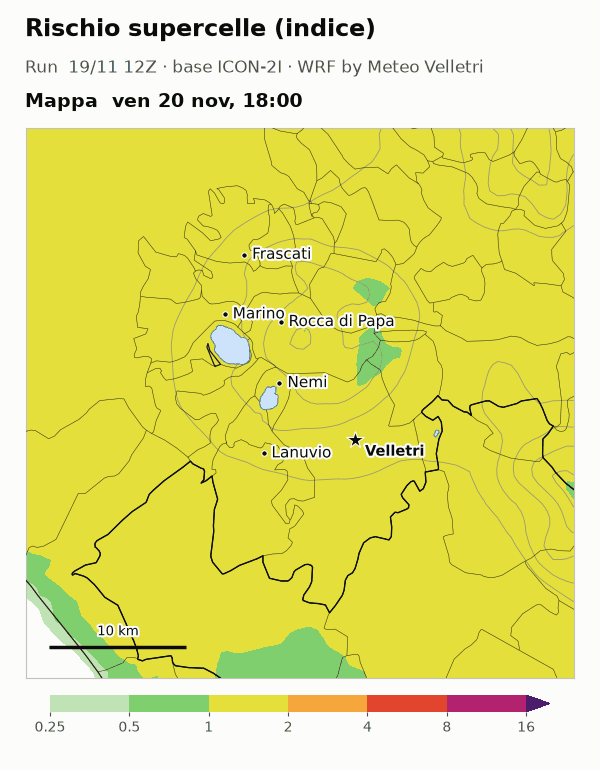 Rischio supercelle (indice)
Run  19/11 12Z · base ICON-2I · WRF by Meteo Velletri
Mappa  ven 20 nov, 18:00
Frascati
Marino
Rocca di Papa
Nemi
Velletri
Lanuvio
10 km
0.25 0.5 1 2 4 8 16